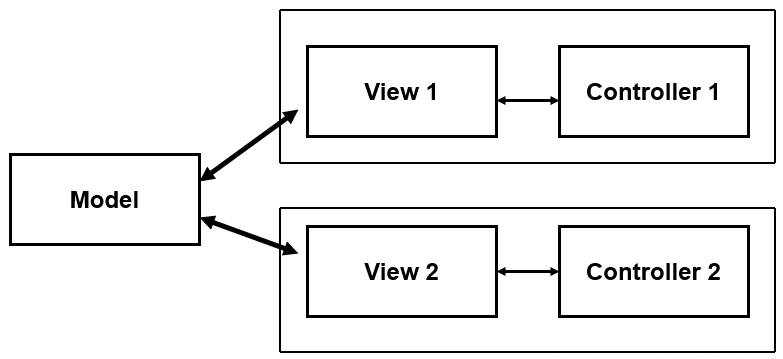 View 1
Controller 1
Model
View 2
Controller 2